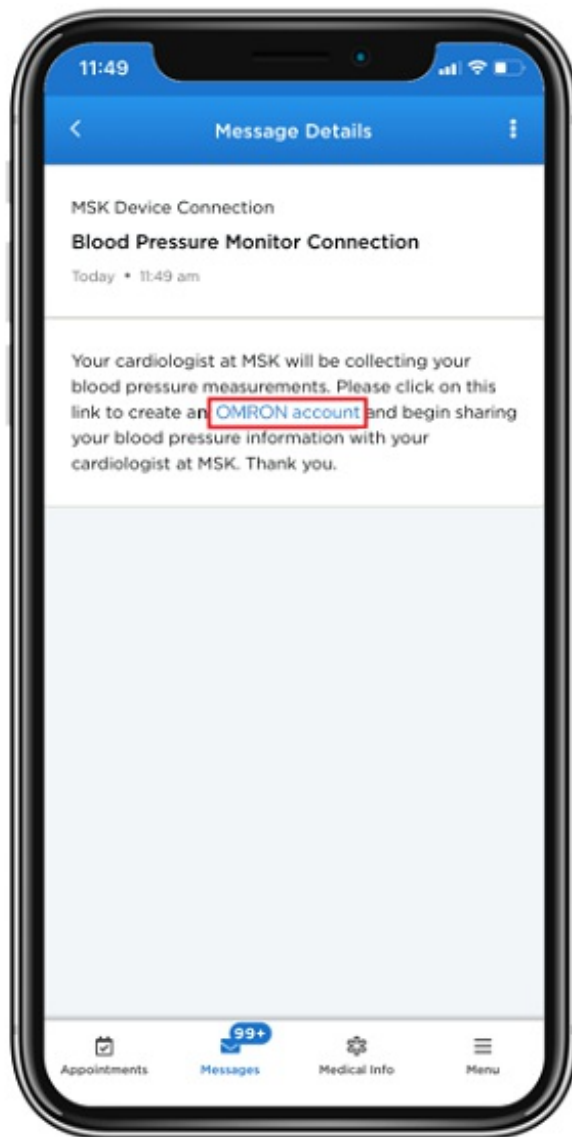 11:49
Message Details
MSK Device Connection
Blood Pressure Monitor Connection
Today • 11:49 am
Your cardiologist at MSK will be collecting your
blood pressure measurements. Please click on this
link to create an OMRON account and begin sharing
your blood pressure information with your
cardiologist at MSK. Thank you.
99+
Appointments Messages Medical Info Menu